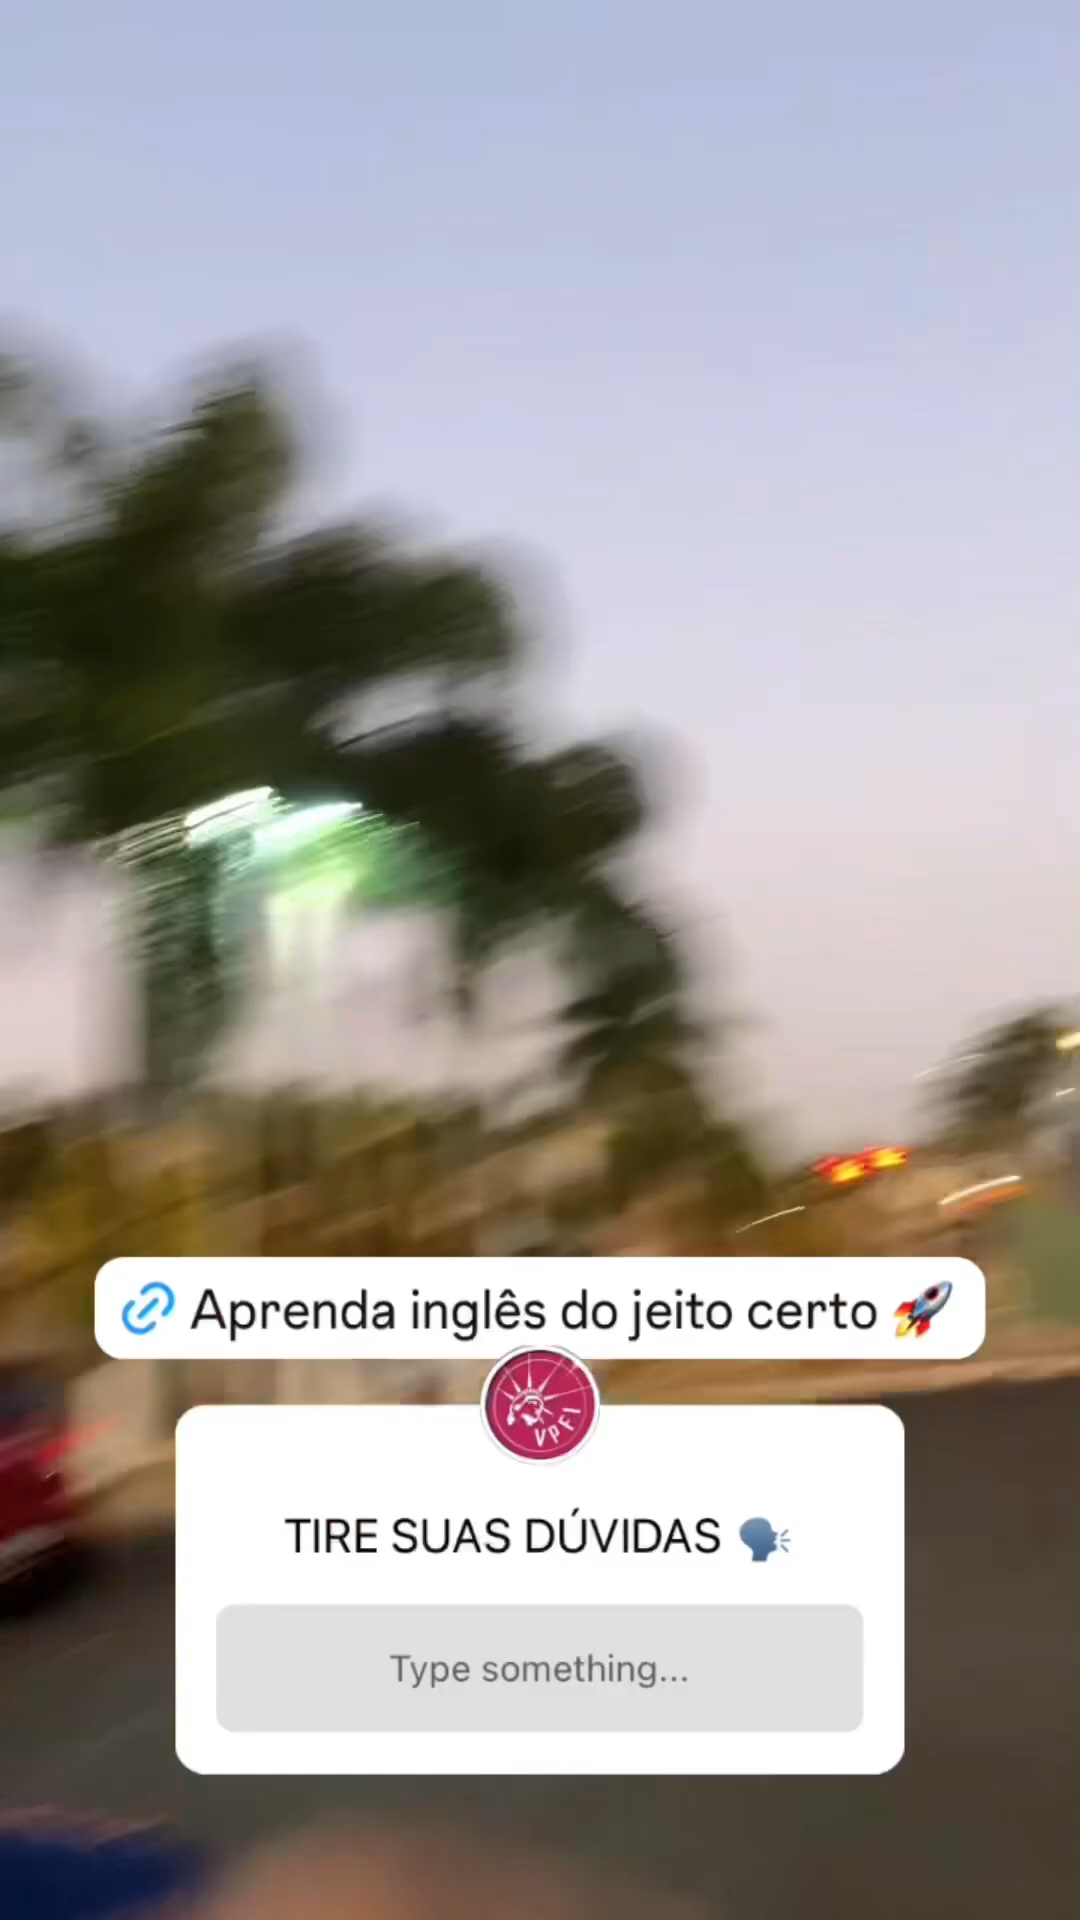 Aprenda inglês do jeito certo 🚀
VPFI
TIRE SUAS DÚVIDAS 🗣️
Type something...